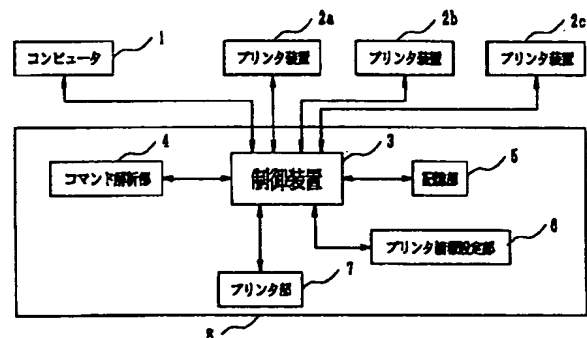 1
2a
2b
2c
コンピュータ
プリンタ装置
プリンタ装置
プリンタ装置
4
3
5
コマンド解析部
制御装置
記憶部
6
プリンタ情報設定部
7
プリンタ部
8